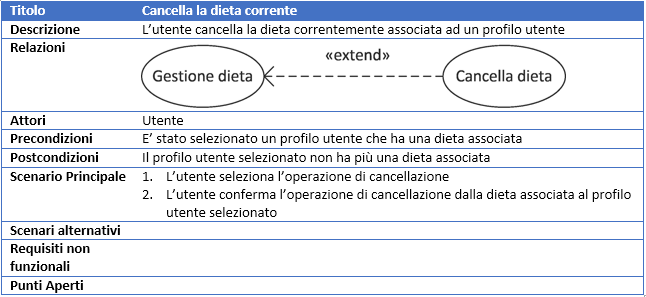 Titolo Cancella la dieta corrente
Descrizione L'utente cancella la dieta correntemente associata ad un profilo utente
Relazioni
«extend»
Gestione dieta Cancella dieta
Attori Utente
Precondizioni E' stato selezionato un profilo utente che ha una dieta associata
Postcondizioni Il profilo utente selezionato non ha più una dieta associata
Scenario Principale 1. L'utente seleziona l'operazione di cancellazione
2. L'utente conferma l'operazione di cancellazione dalla dieta associata al profilo
utente selezionato
Scenari alternativi
Requisiti non
funzionali
Punti Aperti